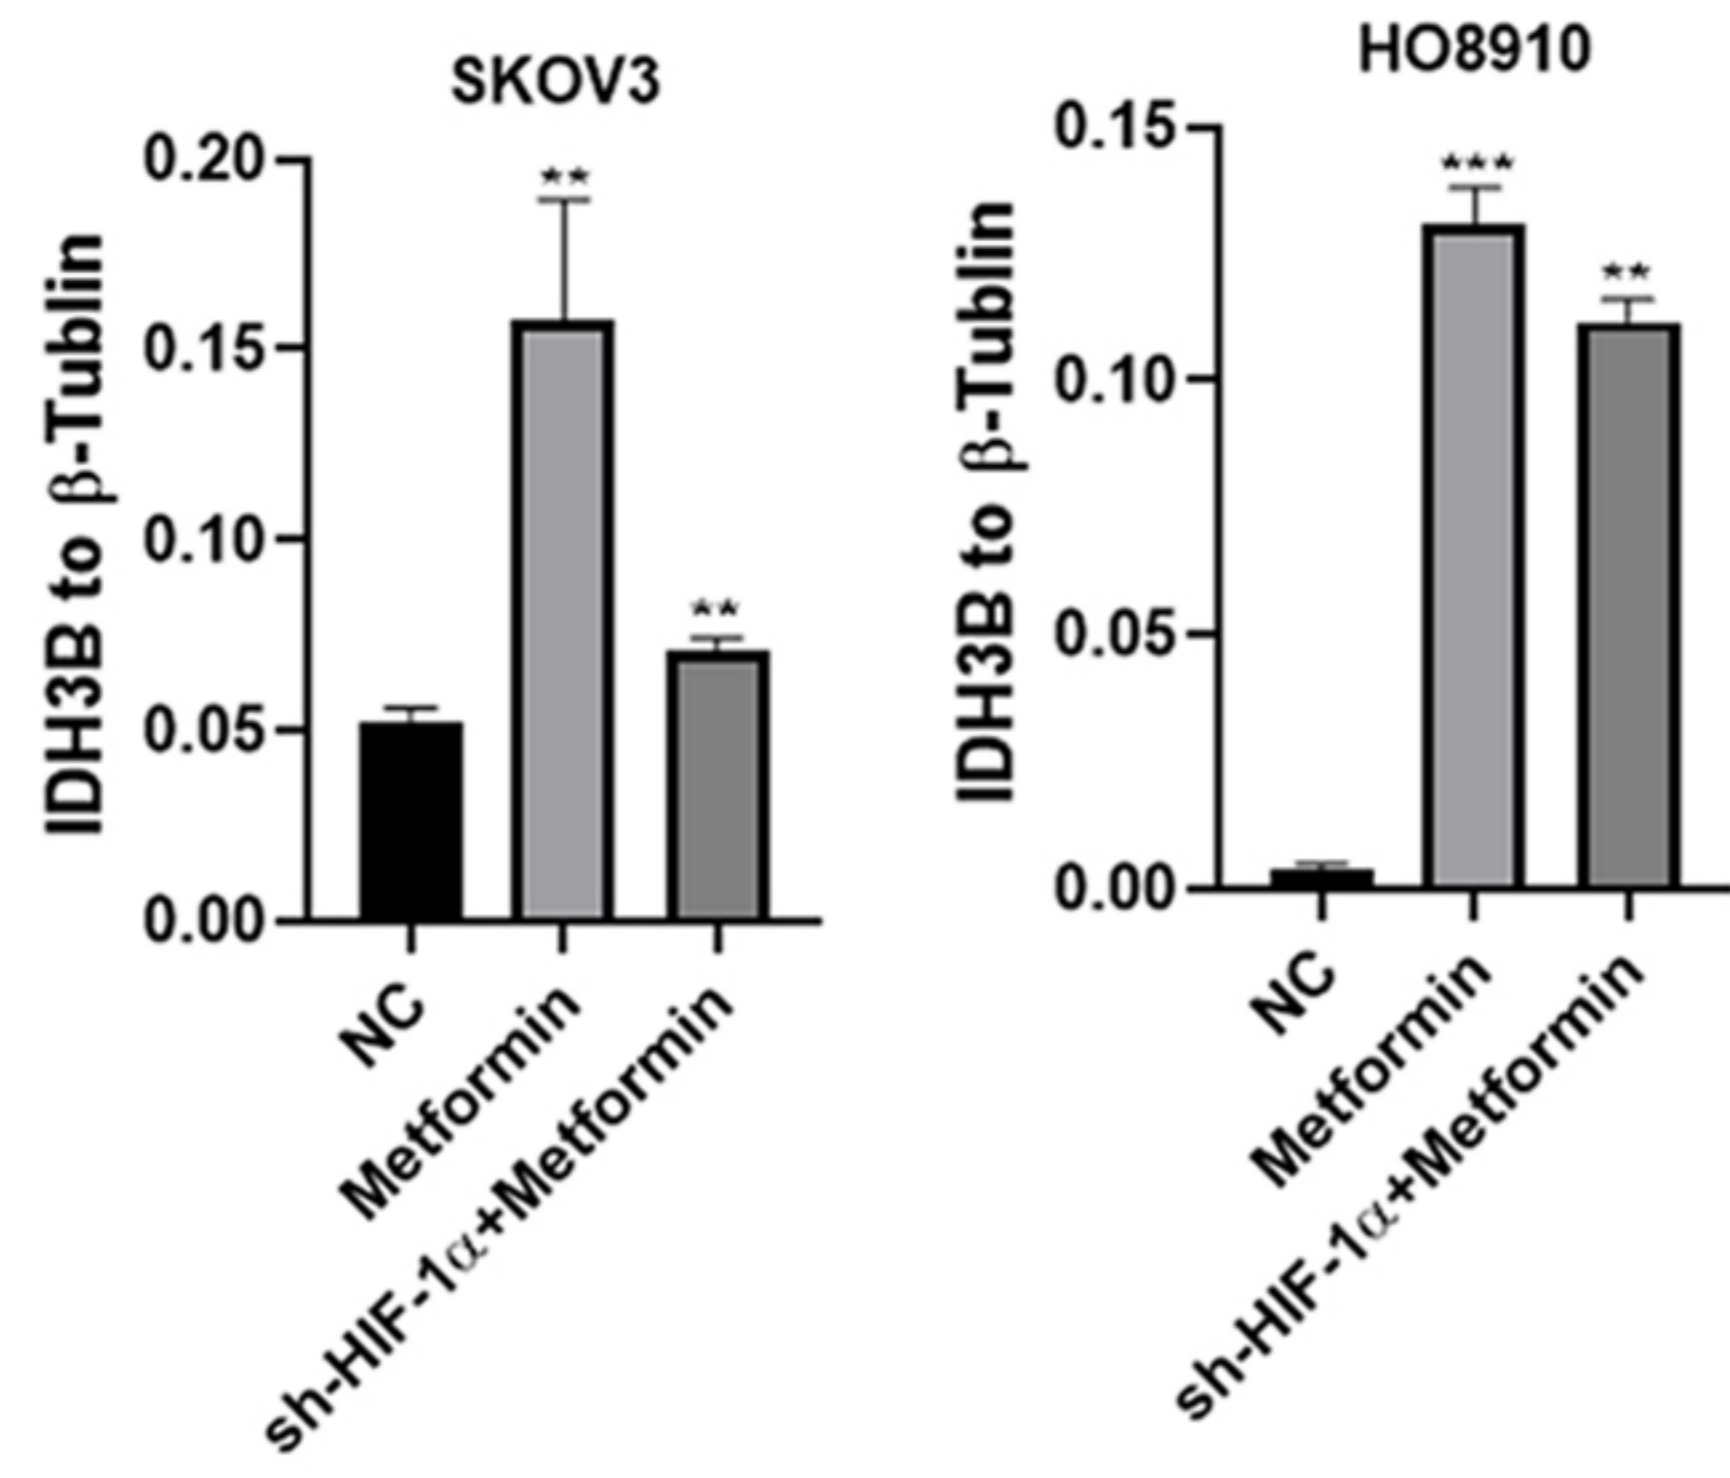 SKOV3
IDH3B to β-Tublin
0.20
0.15
0.10
0.05
0.00
**
**
NC
Metformin
sh-HIF-1α+Metformin
HO8910
IDH3B to β-Tublin
0.15
0.10
0.05
0.00
***
**
NC
Metformin
sh-HIF-1α+Metformin